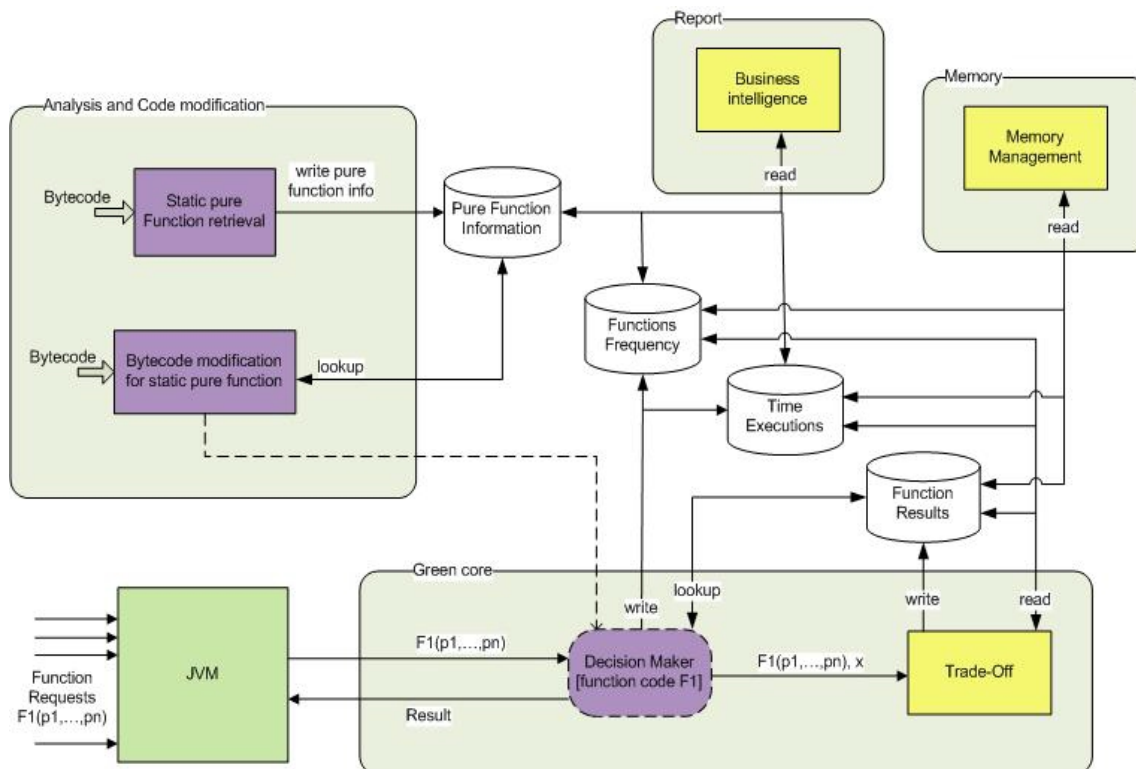 Report
Business
intelligence
read
Memory
Memory
Management
read
Analysis and Code modification
Bytecode
Static pure
Function retrieval
write pure
function info
Pure Function
Information
Bytecode
Bytecode modification
for static pure function
lookup
Functions
Frequency
Time
Executions
Function
Results
Green core
write
lookup
write
read
JVM
Function
Requests
F1(p1,...,pn)
F1(p1,...,pn)
Result
Decision Maker
[function code F1]
F1(p1,...,pn), x
Trade-Off